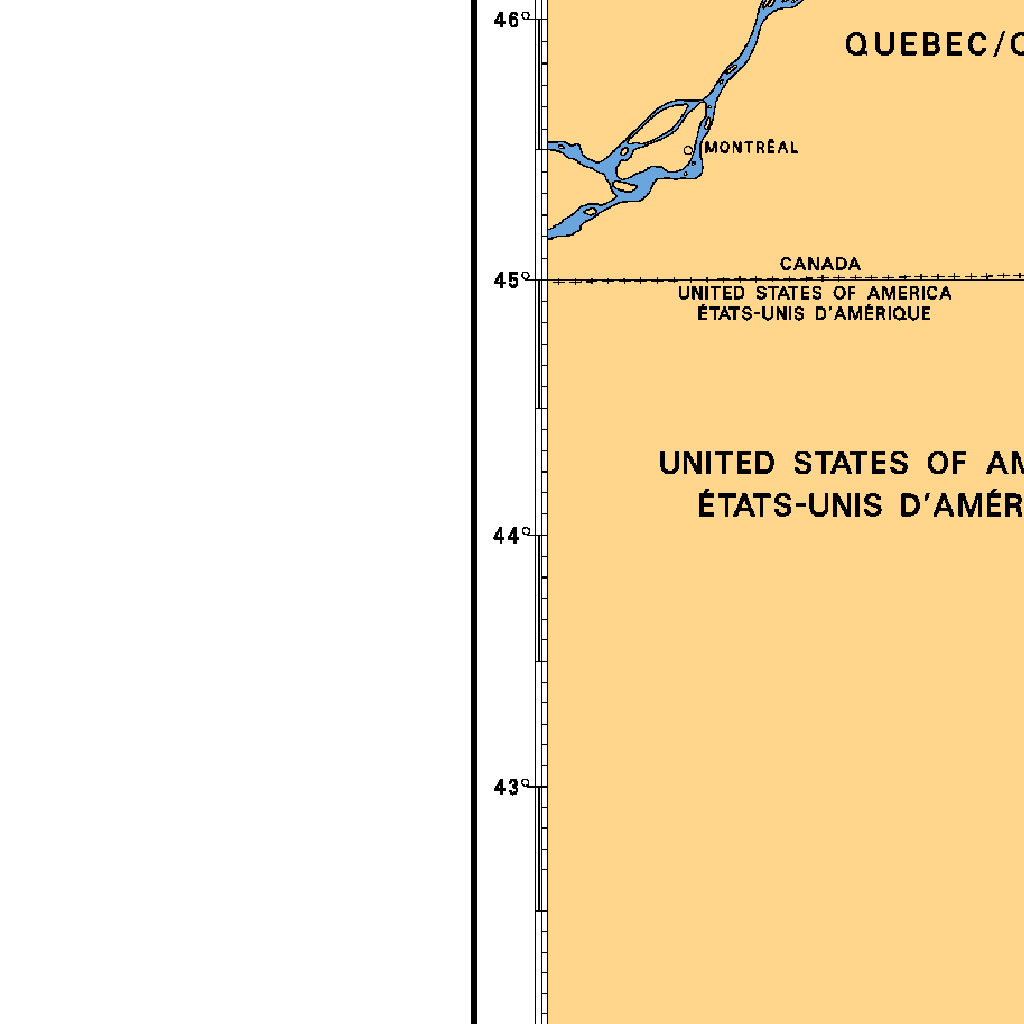 46°
QUEBEC/
MONTRÉAL
CANADA
45°
UNITED STATES OF AMERICA
ÉTATS-UNIS D'AMÉRIQUE
UNITED STATES OF AM
ÉTATS-UNIS D'AMÉR
44°
43°